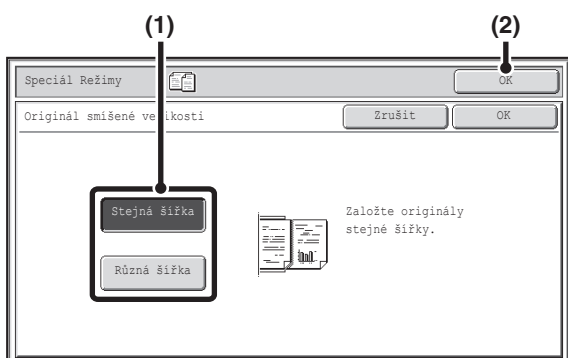 (1) (2)
Speciál Režimy OK
Originál smíšené velikosti Zrušit OK
Stejná šířka
Založte originály
stejné šířky.
Různá šířka